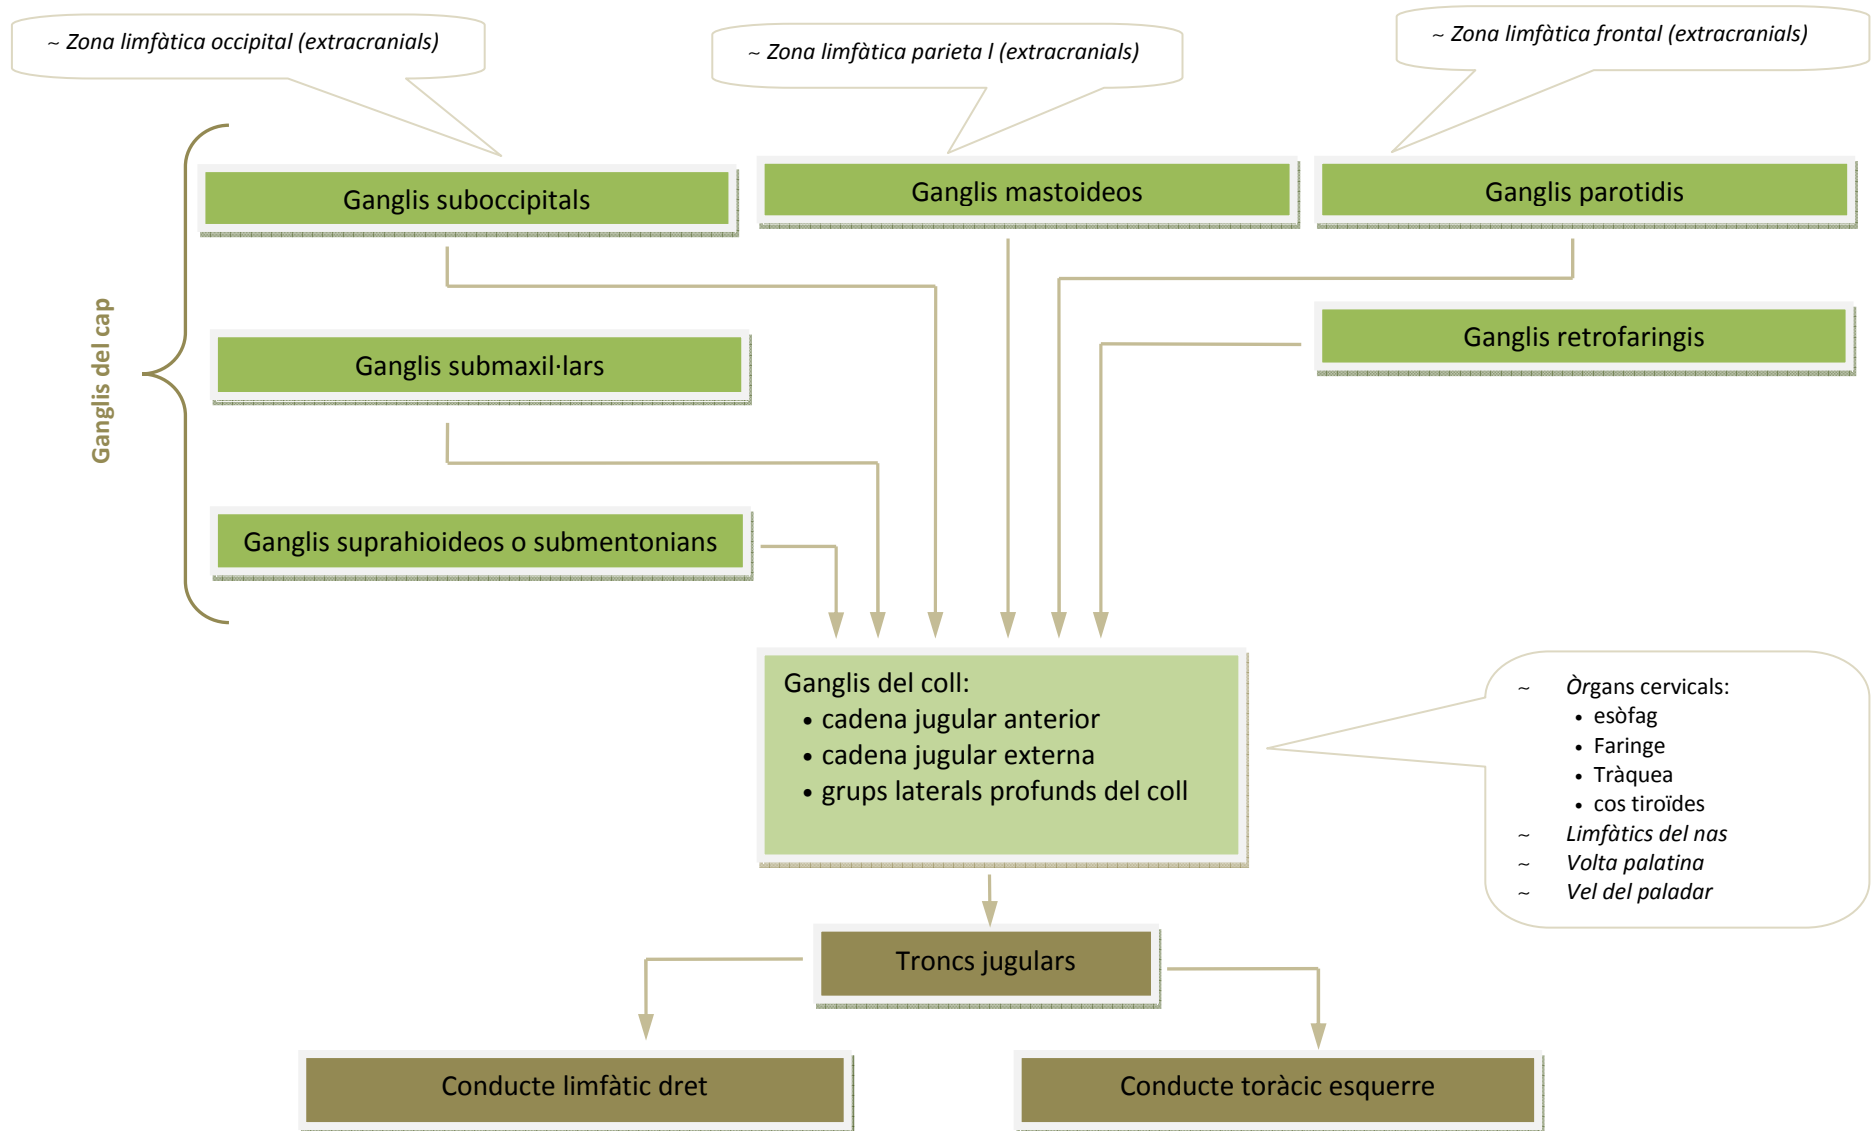 ~ Zona limfàtica occipital (extracranials)
~ Zona limfàtica parieta l (extracranials)
~ Zona limfàtica frontal (extracranials)
Ganglis del cap
Ganglis suboccipitals
Ganglis mastoideos
Ganglis parotidis
Ganglis retrofaringis
Ganglis submaxil·lars
Ganglis suprahioideos o submentonians
Ganglis del coll:
• cadena jugular anterior
• cadena jugular externa
• grups laterals profunds del coll
~ Òrgans cervicals:
• esòfag
• Faringe
• Tràquea
• cos tiroïdes
~ Limfàtics del nas
~ Volta palatina
~ Vel del paladar
Troncs jugulars
Conducte limfàtic dret
Conducte toràcic esquerre